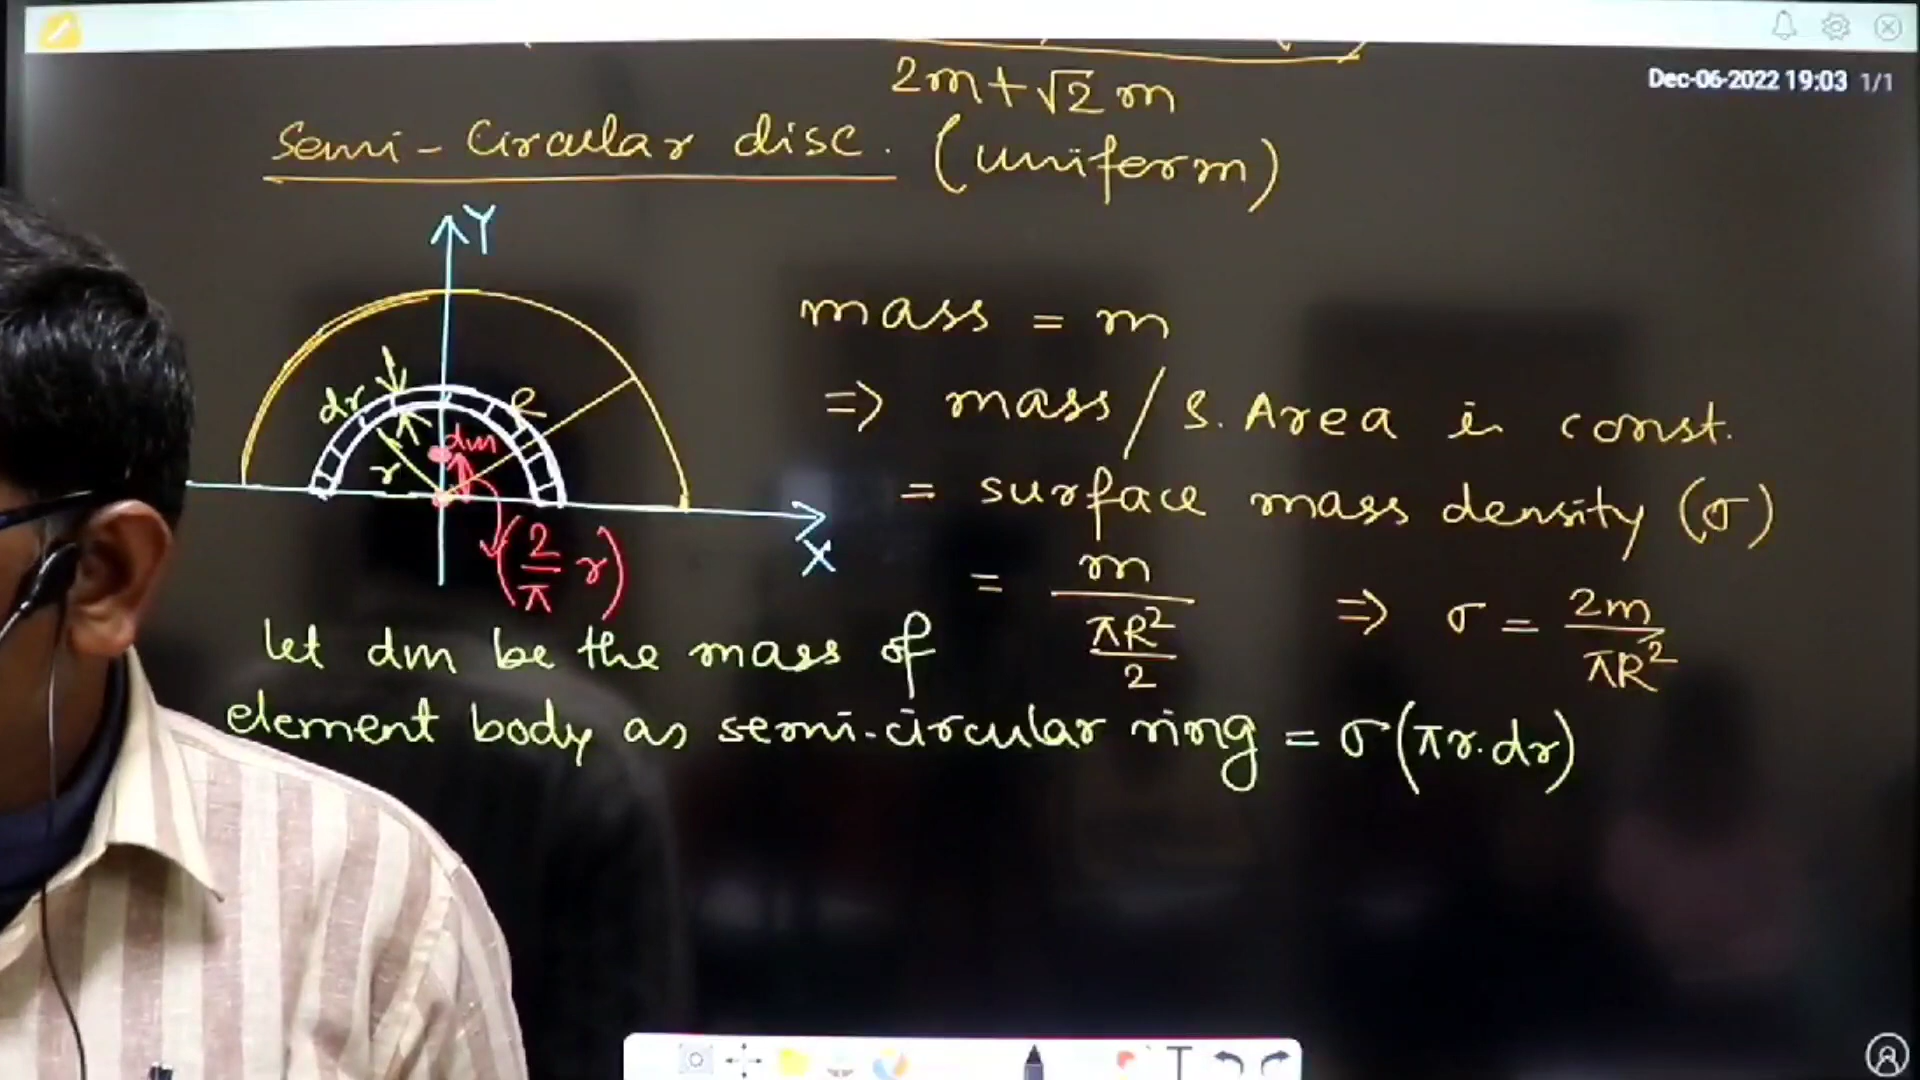 Dec-06-2022 19:03 1/1
2m+√2 m
Semi-Circular disc. (uniform)
Y
mass = m
dr
R
dm
r
⇒ mass / S. Area is const.
= surface mass density (σ)
X
(2/π r)
= m/(πR²/2) ⇒ σ = 2m/πR²
let dm be the mass of
element body as semi-circular ring = σ(πr.dr)
T